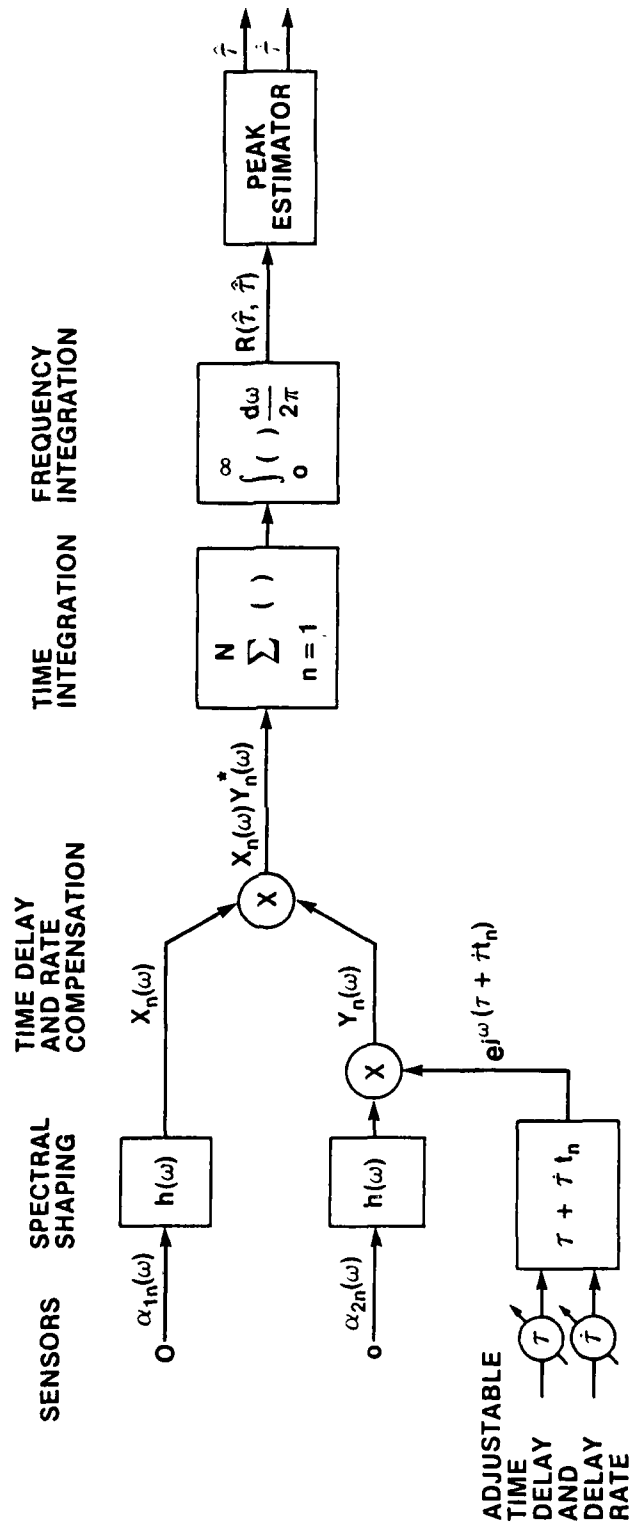 SENSORS
SPECTRAL
SHAPING
TIME DELAY
AND RATE
COMPENSATION
TIME
INTEGRATION
FREQUENCY
INTEGRATION
α₁ₙ(ω)
h(ω)
Xₙ(ω)
α₂ₙ(ω)
h(ω)
X
Yₙ(ω)
X
Xₙ(ω)Yₙ*(ω)
N
∑ ( )
n = 1
∞
∫ ( ) dω/2π
o
R(τ̂, τ̇̂)
PEAK
ESTIMATOR
τ̂
τ̇̂
ADJUSTABLE
TIME
DELAY
AND
DELAY
RATE
τ
τ̇
τ + τ̇ tₙ
e^jω(τ + τ̇tₙ)